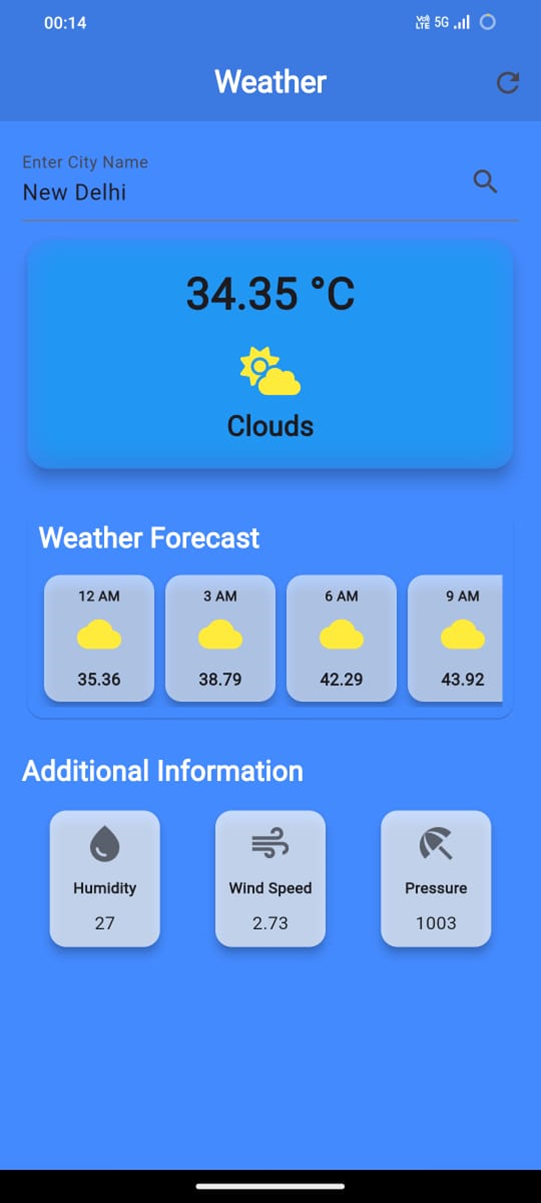 00:14
Vo)) LTE 5G
Weather
Enter City Name
New Delhi
34.35 °C
Clouds
Weather Forecast
12 AM 3 AM 6 AM 9 AM
35.36 38.79 42.29 43.92
Additional Information
Humidity Wind Speed Pressure
27 2.73 1003